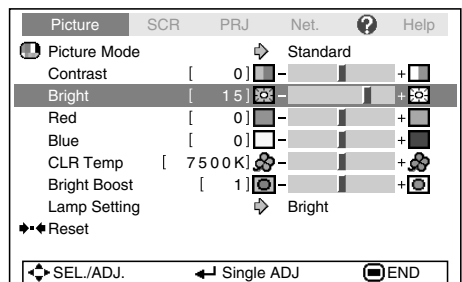 Picture SCR PRJ Net. ? Help
Picture Mode Standard
Contrast [ 0] - +
Bright [ 15] - +
Red [ 0] - +
Blue [ 0] - +
CLR Temp [ 7500K] - +
Bright Boost [ 1] - +
Lamp Setting Bright
Reset
SEL./ADJ. Single ADJ END